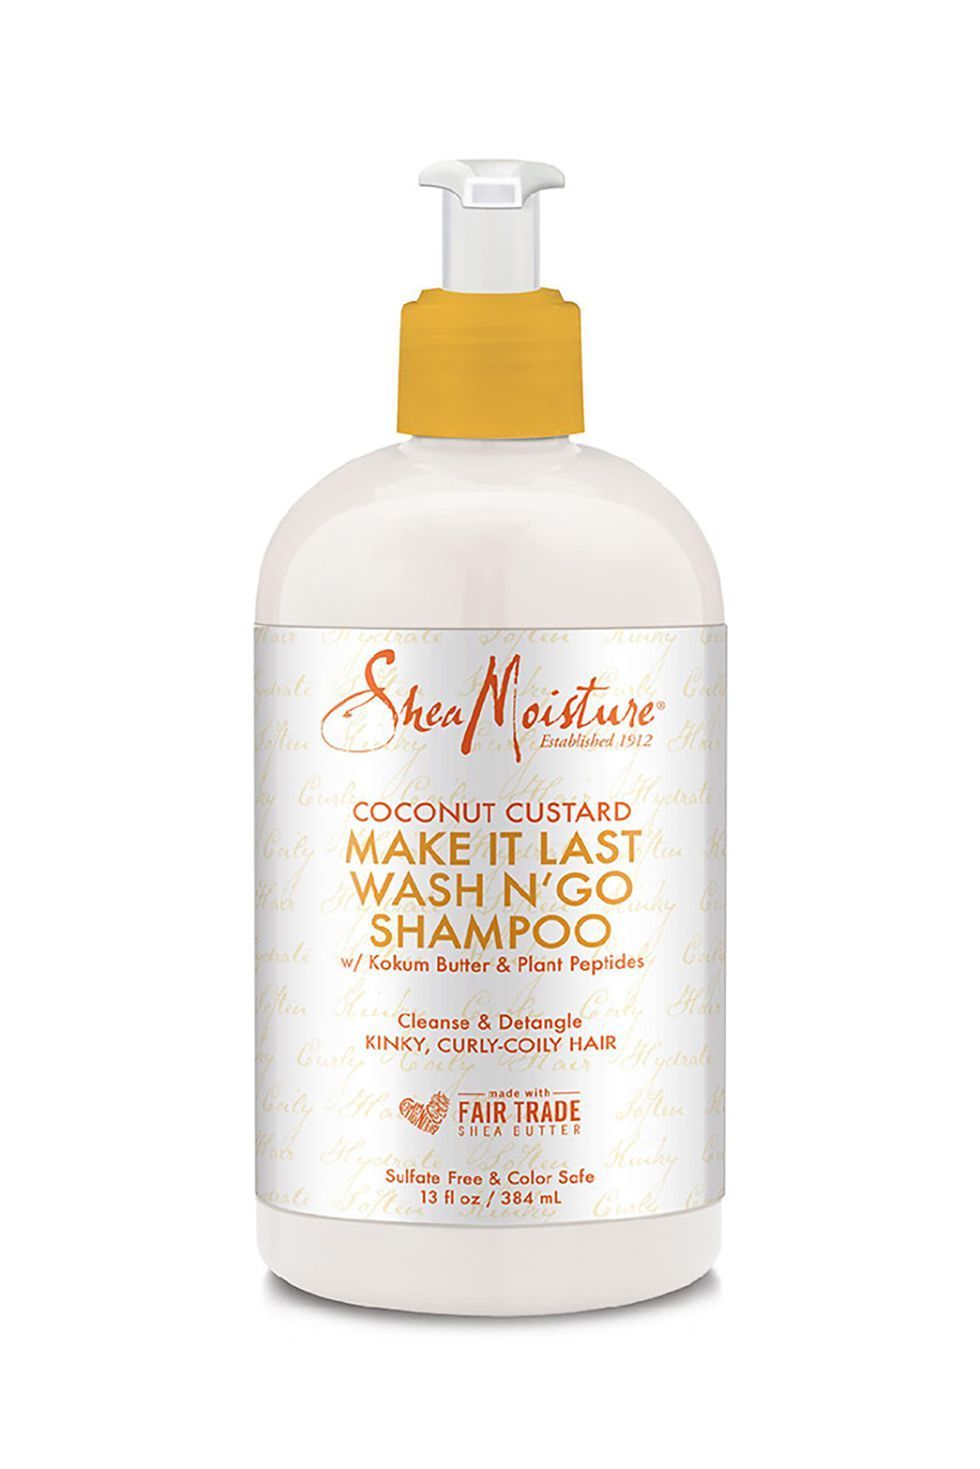 SheaMoisture®
Established 1912
COCONUT CUSTARD
MAKE IT LAST
WASH N'GO
SHAMPOO
w/ Kokum Butter & Plant Peptides
Cleanse & Detangle
KINKY, CURLY-COILY HAIR
made with
FAIR TRADE
SHEA BUTTER
Sulfate Free & Color Safe
13 fl oz / 384 mL